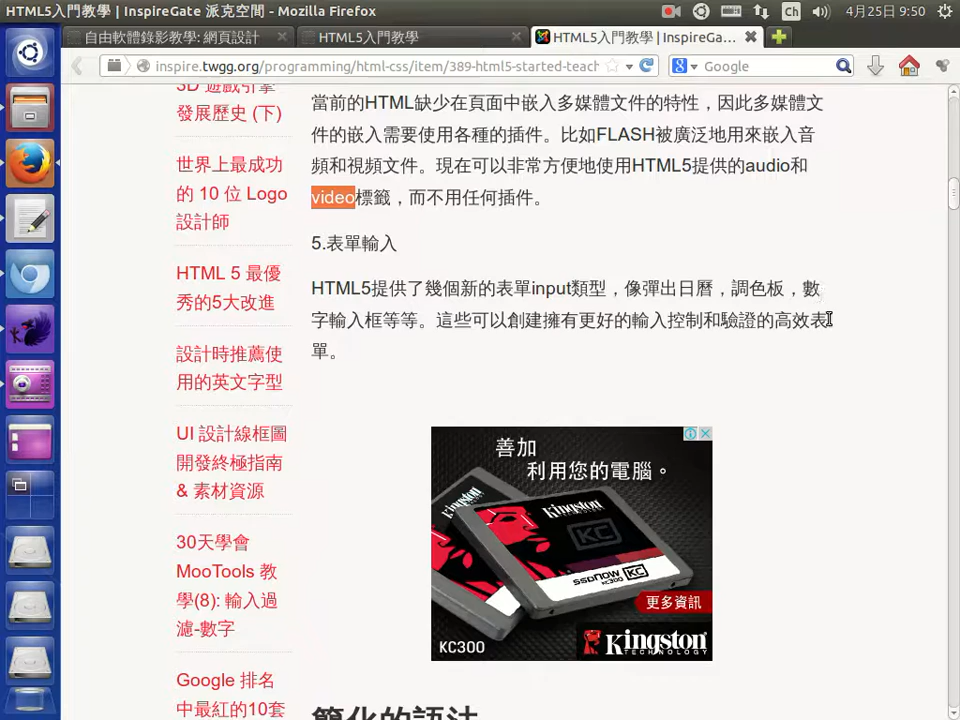 HTML5入門教學 | InspireGate 派克空間 - Mozilla Firefox
Ch
4月25日 9:50
自由軟體錄影教學: 網頁設計
HTML5入門教學
HTML5入門教學 | InspireGa...
inspire.twgg.org/programming/html-css/item/389-html5-started-teach
Google
3D 遊戲引擎
發展歷史 (下)
世界上最成功
的 10 位 Logo
設計師
HTML 5 最優
秀的5大改進
設計時推薦使
用的英文字型
UI 設計線框圖
開發終極指南
& 素材資源
30天學會
MooTools 教
學(8): 輸入過
濾-數字
Google 排名
中最紅的10套
當前的HTML缺少在頁面中嵌入多媒體文件的特性，因此多媒體文
件的嵌入需要使用各種的插件。比如FLASH被廣泛地用來嵌入音
頻和視頻文件。現在可以非常方便地使用HTML5提供的audio和
video標籤，而不用任何插件。
5.表單輸入
HTML5提供了幾個新的表單input類型，像彈出日曆，調色板，數
字輸入框等等。這些可以創建擁有更好的輸入控制和驗證的高效表
單。
善加
利用您的電腦。
SSDNOW
KC300
更多資訊
KC300
Kingston
TECHNOLOGY
簡化的語法